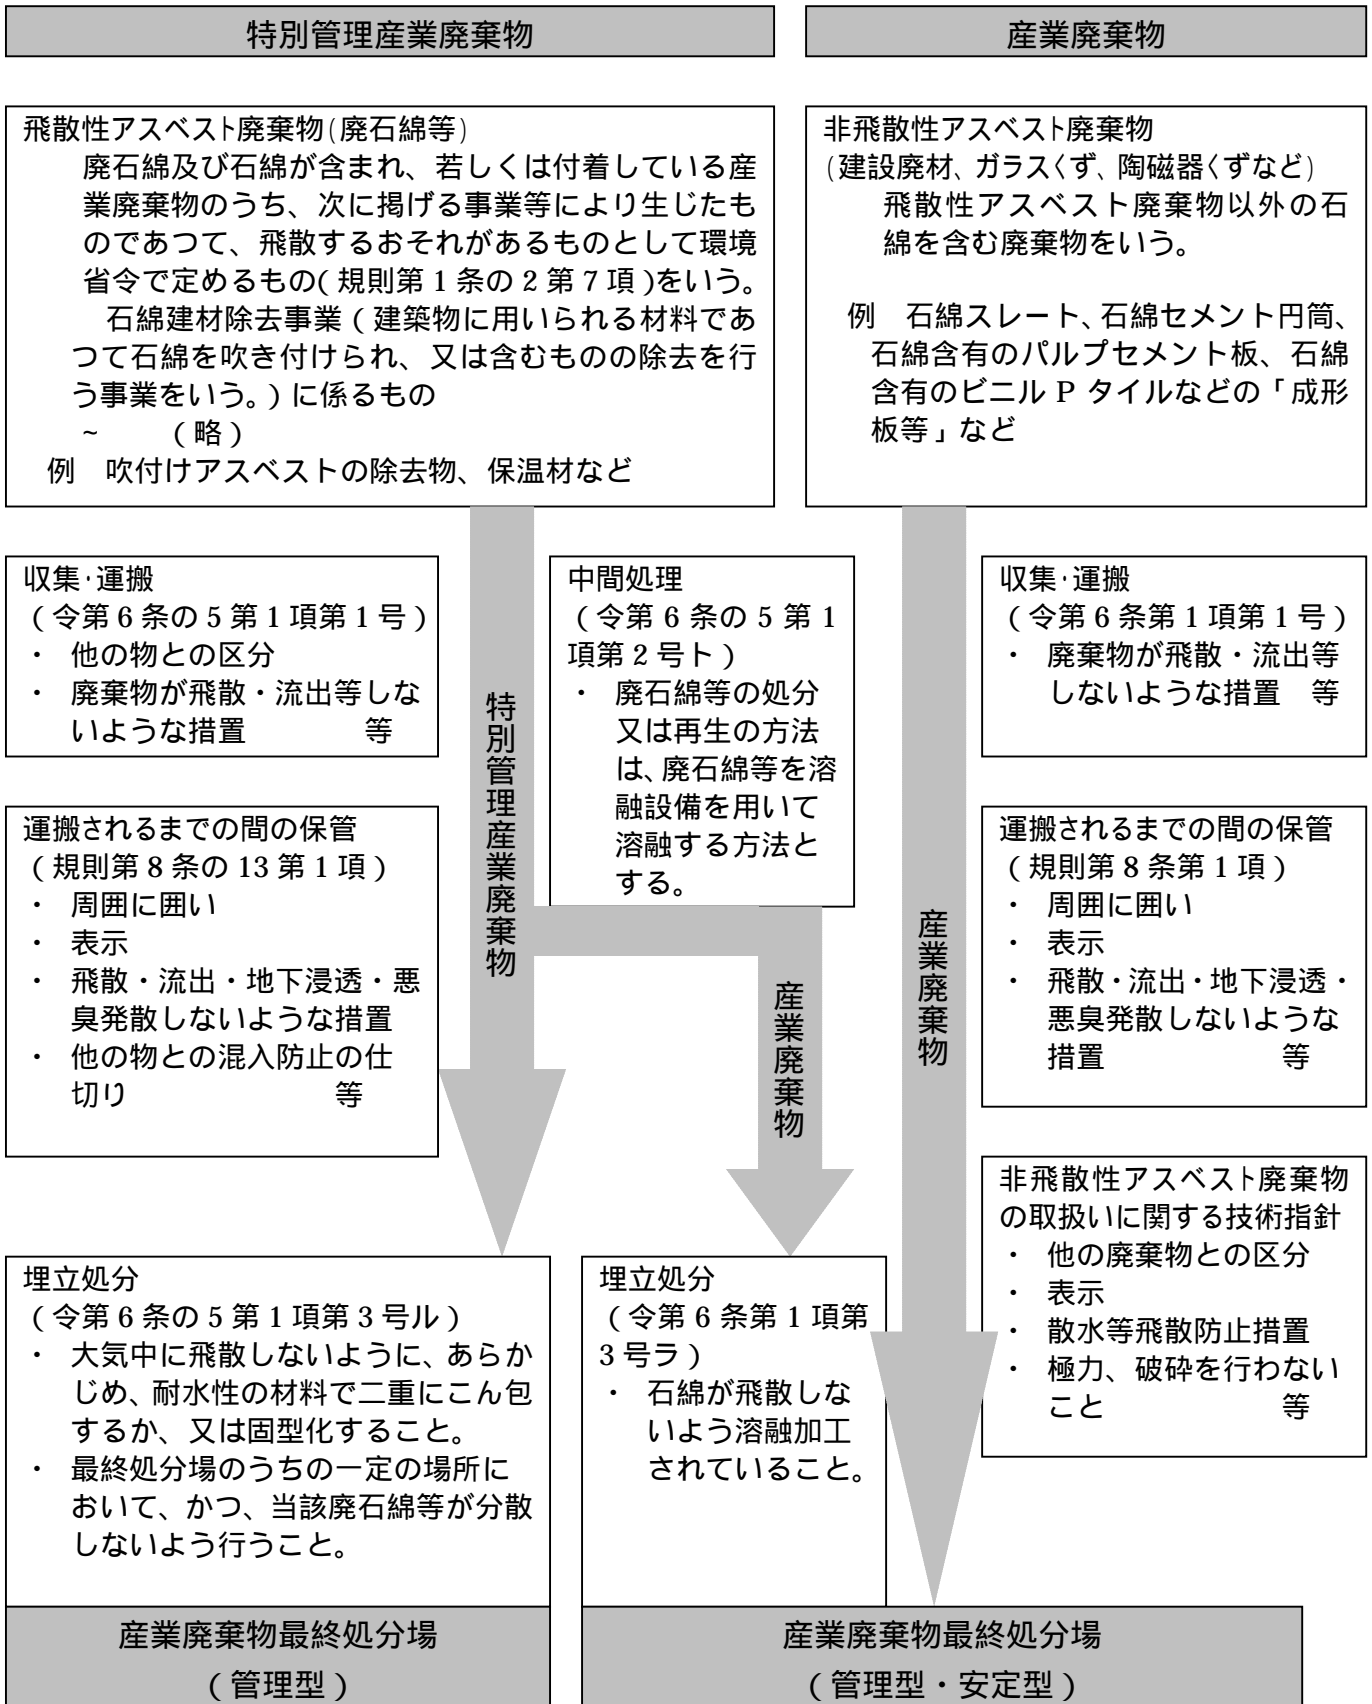 特別管理産業廃棄物
産業廃棄物
飛散性アスベスト廃棄物(廃石綿等)
廃石綿及び石綿が含まれ、若しくは付着している産
業廃棄物のうち、次に掲げる事業等により生じたも
のであつて、飛散するおそれがあるものとして環境
省令で定めるもの(規則第1条の2第7項)をいう。
石綿建材除去事業(建築物に用いられる材料であ
つて石綿を吹き付けられ、又は含むものの除去を行
う事業をいう。)に係るもの
~ (略)
例 吹付けアスベストの除去物、保温材など
非飛散性アスベスト廃棄物
(建設廃材、ガラスくず、陶磁器くずなど)
飛散性アスベスト廃棄物以外の石
綿を含む廃棄物をいう。
例 石綿スレート、石綿セメント円筒、
石綿含有のパルプセメント板、石綿
含有のビニル P タイルなどの「成形
板等」など
収集・運搬
(令第6条の5第1項第1号)
・ 他の物との区分
・ 廃棄物が飛散・流出等しな
いような措置 等
運搬されるまでの間の保管
(規則第8条の13第1項)
・ 周囲に囲い
・ 表示
・ 飛散・流出・地下浸透・悪
臭発散しないような措置
・ 他の物との混入防止の仕
切り 等
特別管理産業廃棄物
中間処理
(令第6条の5第1
項第2号ト)
・ 廃石綿等の処分
又は再生の方法
は、廃石綿等を溶
融設備を用いて
溶融する方法と
する。
産業廃棄物
産業廃棄物
収集・運搬
(令第6条第1項第1号)
・ 廃棄物が飛散・流出等
しないような措置 等
運搬されるまでの間の保管
(規則第8条第1項)
・ 周囲に囲い
・ 表示
・ 飛散・流出・地下浸透・
悪臭発散しないような
措置 等
非飛散性アスベスト廃棄物
の取扱いに関する技術指針
・ 他の廃棄物との区分
・ 表示
・ 散水等飛散防止措置
・ 極力、破砕を行わない
こと 等
埋立処分
(令第6条の5第1項第3号ル)
・ 大気中に飛散しないように、あらか
じめ、耐水性の材料で二重にこん包
するか、又は固型化すること。
・ 最終処分場のうちの一定の場所に
おいて、かつ、当該廃石綿等が分散
しないよう行うこと。
埋立処分
(令第6条第1項第
3号ラ)
・ 石綿が飛散しな
いよう溶融加工
されていること。
産業廃棄物最終処分場
(管理型)
産業廃棄物最終処分場
(管理型・安定型)